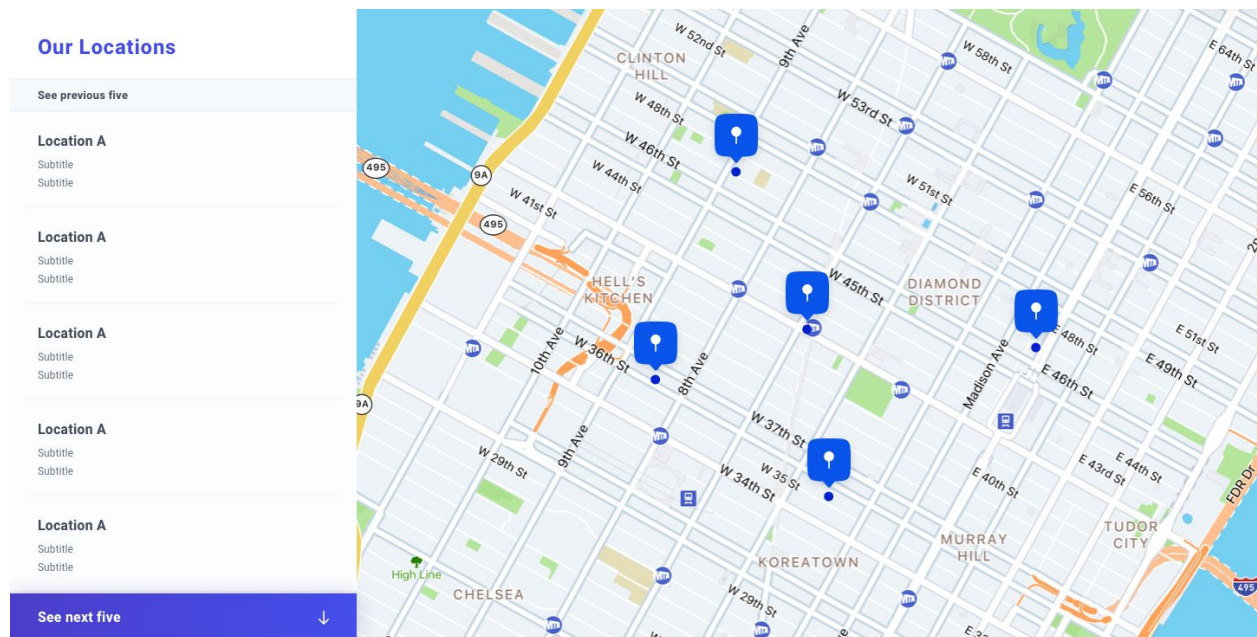 Our Locations
See previous five
Location A
Subtitle
Subtitle
Location A
Subtitle
Subtitle
Location A
Subtitle
Subtitle
Location A
Subtitle
Subtitle
Location A
Subtitle
Subtitle
See next five
W 52nd St
9th Ave
W 58th St
E 64th St
CLINTON
HILL
W 48th St
W 53rd St
W 46th St
495
9A
W 44th St
W 51st St
E 56th St
W 41st St
495
HELL'S
KITCHEN
W 45th St
DIAMOND
DISTRICT
E 48th St
E 51st St
10th Ave
W 36th St
8th Ave
Madison Ave
E 46th St
E 49th St
9A
9th Ave
W 37th St
W 29th St
W 35 St
W 34th St
E 40th St
E 43rd St
E 44th St
FDR Dr
TUDOR
CITY
MURRAY
HILL
KOREATOWN
High Line
CHELSEA
W 29th St
495